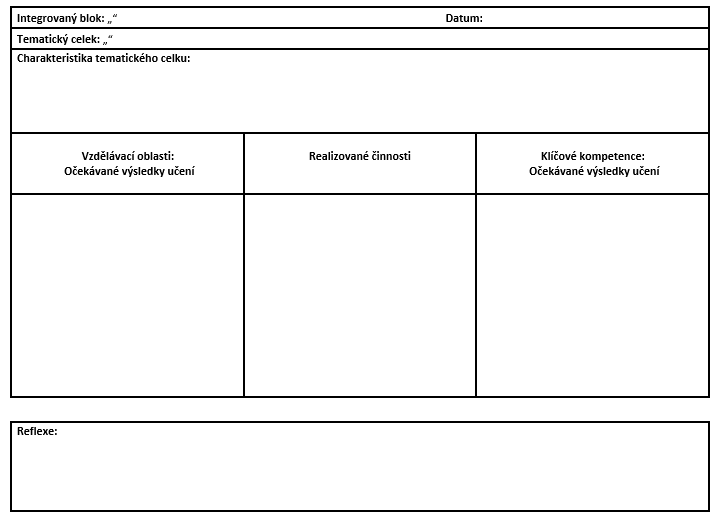 Integrovaný blok: „“ Datum:
Tematický celek: „“
Charakteristika tematického celku:
Vzdělávací oblasti:
Očekávané výsledky učení
Realizované činnosti
Klíčové kompetence:
Očekávané výsledky učení
Reflexe: